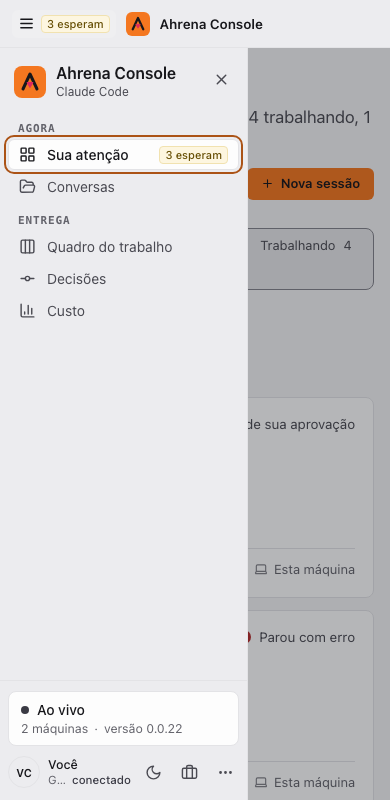 3 esperam
Ahrena Console
Ahrena Console
Claude Code
AGORA
Sua atenção
3 esperam
Conversas
ENTREGA
Quadro do trabalho
Decisões
Custo
4 trabalhando, 1
+ Nova sessão
Trabalhando 4
de sua aprovação
Esta máquina
Parou com erro
Esta máquina
Ao vivo
2 máquinas · versão 0.0.22
VC
Você
G... conectado